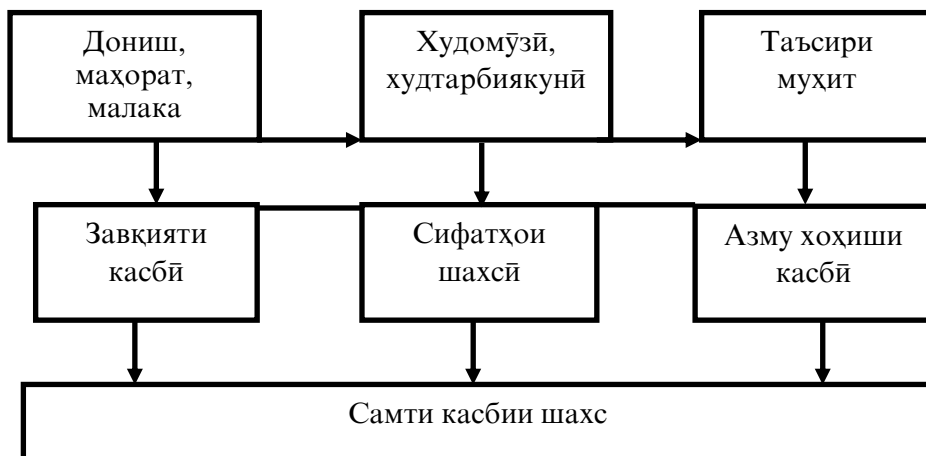 Дониш,
маҳорат,
малака
Худомӯзӣ,
худтарбиякунӣ
Таъсири
муҳит
Завқияти
касбӣ
Сифатҳои
шахсӣ
Азму хоҳиши
касбӣ
Самти касбии шахс